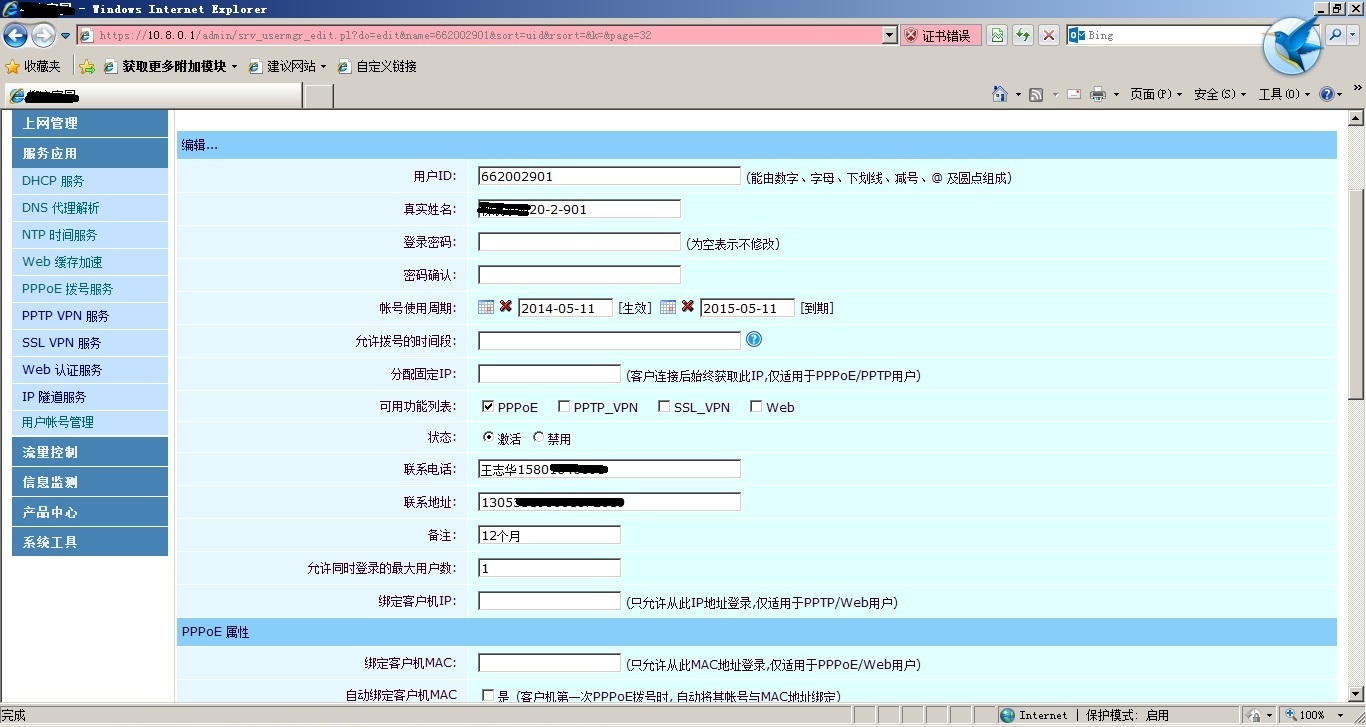 - Windows Internet Explorer
https://10.8.0.1/admin/srv_usermgr_edit.pl?do=edit&name=662002901&sort=uid&rsort=&k=&page=32
证书错误
Bing
收藏夹
获取更多附加模块
建议网站
自定义链接
页面(P)
安全(S)
工具(O)
»
上网管理
服务应用
DHCP 服务
DNS 代理解析
NTP 时间服务
Web 缓存加速
PPPoE 拨号服务
PPTP VPN 服务
SSL VPN 服务
Web 认证服务
IP 隧道服务
用户帐号管理
流量控制
信息监测
产品中心
系统工具
编辑...
用户ID: 662002901 (能由数字、字母、下划线、减号、@ 及圆点组成)
真实姓名: 20-2-901
登录密码: (为空表示不修改)
密码确认:
帐号使用周期: 2014-05-11 [生效] 2015-05-11 [到期]
允许拨号的时间段:
分配固定IP: (客户连接后始终获取此IP,仅适用于PPPoE/PPTP用户)
可用功能列表: PPPoE PPTP_VPN SSL_VPN Web
状态: 激活 禁用
联系电话: 王志华1580
联系地址: 1305
备注: 12个月
允许同时登录的最大用户数: 1
绑定客户机IP: (只允许从此IP地址登录,仅适用于PPTP/Web用户)
PPPoE 属性
绑定客户机MAC: (只允许从此MAC地址登录,仅适用于PPPoE/Web用户)
自动绑定客户机MAC 是 (客户机第一次PPPoE拨号时, 自动将其帐号与MAC地址绑定)
完成
Internet | 保护模式: 启用
100%